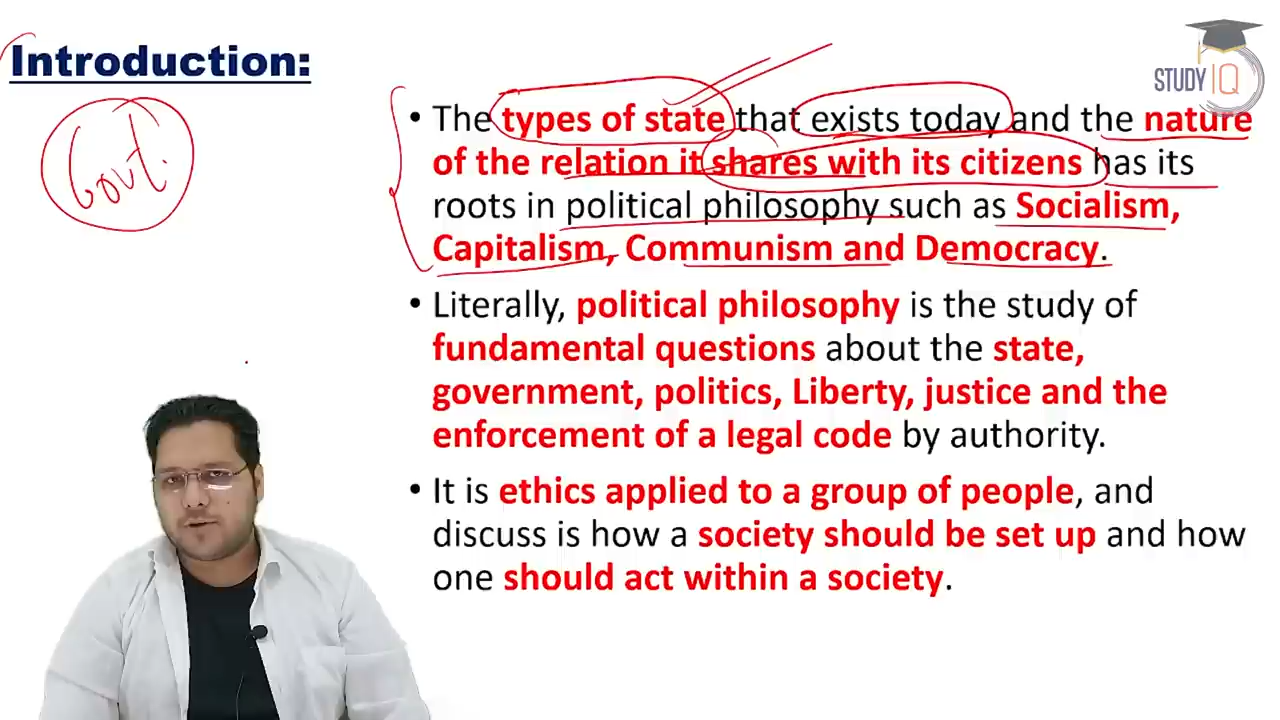 Introduction:
STUDY IQ
Govt.
• The types of state that exists today and the nature
of the relation it shares with its citizens has its
roots in political philosophy such as Socialism,
Capitalism, Communism and Democracy.
• Literally, political philosophy is the study of
fundamental questions about the state,
government, politics, Liberty, justice and the
enforcement of a legal code by authority.
• It is ethics applied to a group of people, and
discuss is how a society should be set up and how
one should act within a society.